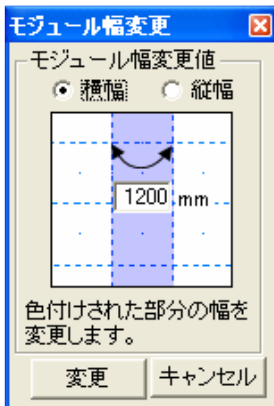 モジュール幅変更
モジュール幅変更値
横幅 縦幅
1200 mm
色付けされた部分の幅を
変更します。
変更 キャンセル